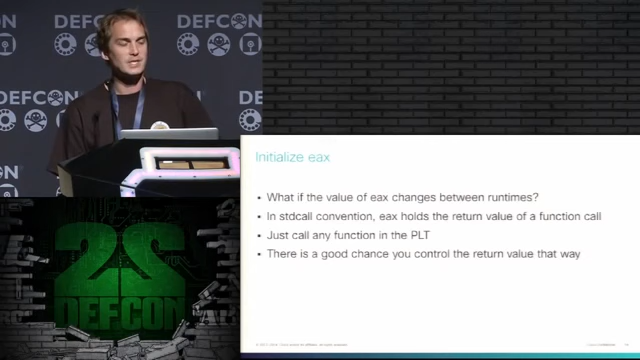 DEFCON
DEFCON
DEFCON
Initialize eax
• What if the value of eax changes between runtimes?
• In stdcall convention, eax holds the return value of a function call
• Just call any function in the PLT
• There is a good chance you control the return value that way
22
DEFCON